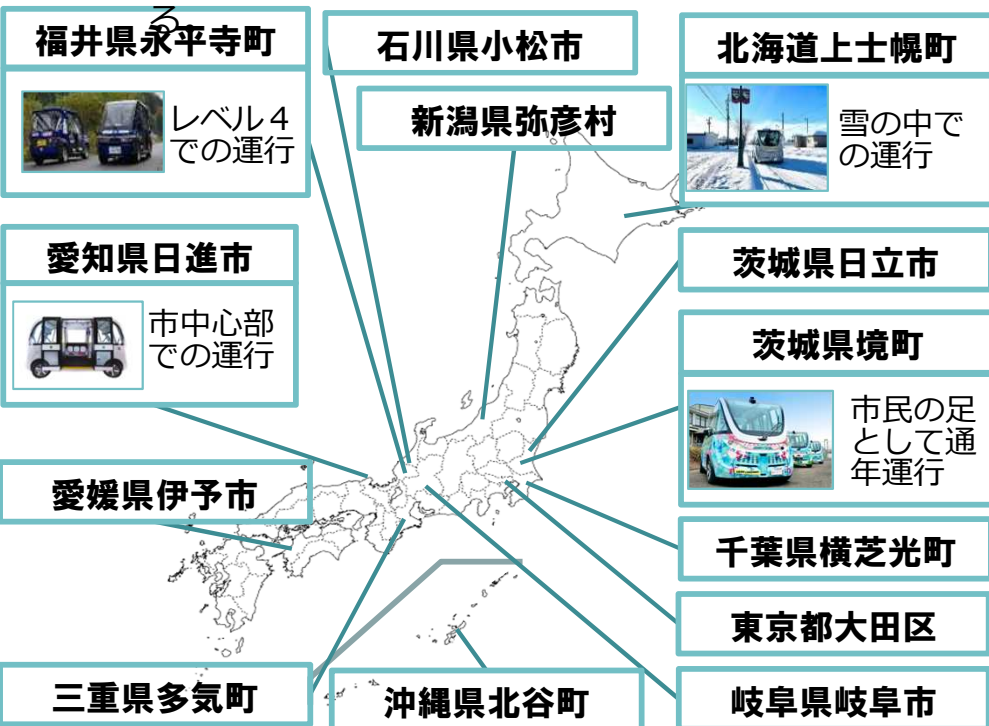 る。
福井県永平寺町
レベル４
での運行
石川県小松市
新潟県弥彦村
北海道上士幌町
雪の中で
の運行
愛知県日進市
市中心部
での運行
茨城県日立市
茨城県境町
市民の足
として通
年運行
愛媛県伊予市
千葉県横芝光町
東京都大田区
三重県多気町
沖縄県北谷町
岐阜県岐阜市